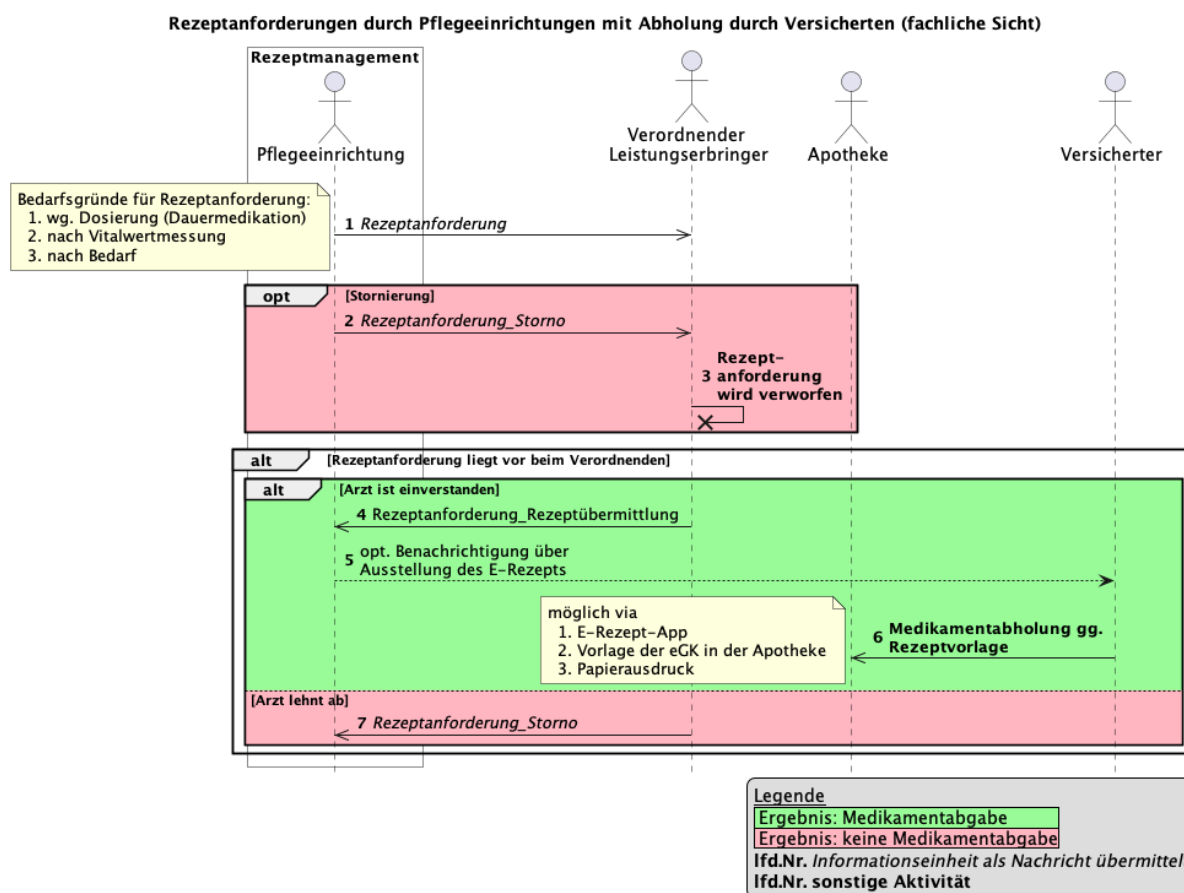 Rezeptanforderungen durch Pflegeeinrichtungen mit Abholung durch Versicherten (fachliche Sicht)
Rezeptmanagement
Pflegeeinrichtung
Verordnender
Leistungserbringer
Apotheke
Versicherter
Bedarfsgründe für Rezeptanforderung:
1. wg. Dosierung (Dauermedikation)
2. nach Vitalwertmessung
3. nach Bedarf
1 Rezeptanforderung
opt [Stornierung]
2 Rezeptanforderung_Storno
3 Rezept-
anforderung
wird verworfen
alt [Rezeptanforderung liegt vor beim Verordnenden]
alt [Arzt ist einverstanden]
4 Rezeptanforderung_Rezeptübermittlung
5 opt. Benachrichtigung über
Ausstellung des E-Rezepts
möglich via
1. E-Rezept-App
2. Vorlage der eGK in der Apotheke
3. Papierausdruck
6 Medikamentabholung gg.
Rezeptvorlage
[Arzt lehnt ab]
7 Rezeptanforderung_Storno
Legende
Ergebnis: Medikamentabgabe
Ergebnis: keine Medikamentabgabe
lfd.Nr. Informationseinheit als Nachricht übermittel
lfd.Nr. sonstige Aktivität